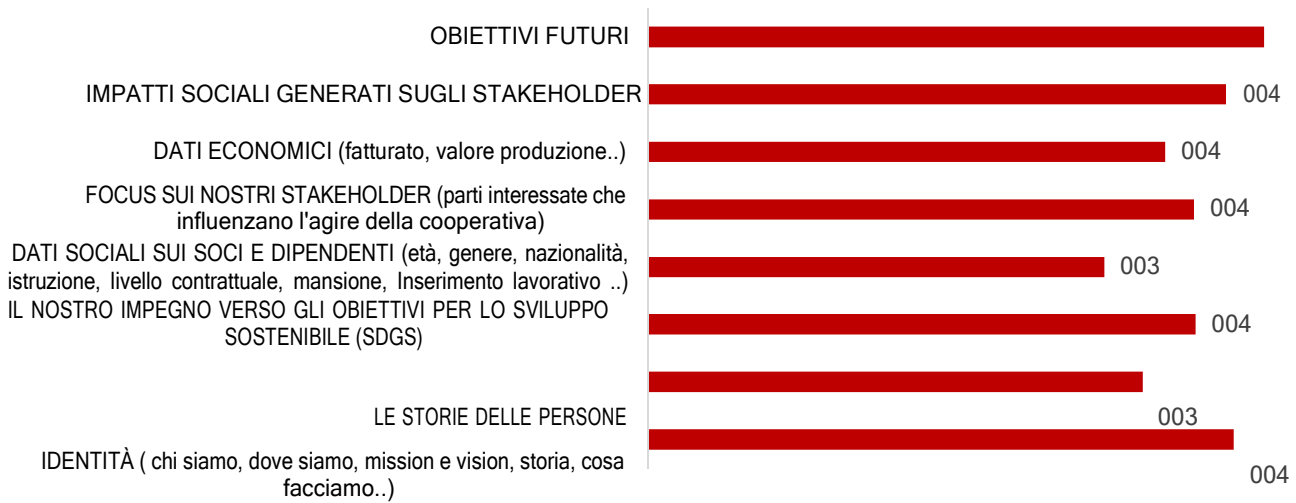 OBIETTIVI FUTURI
IMPATTI SOCIALI GENERATI SUGLI STAKEHOLDER
004
DATI ECONOMICI (fatturato, valore produzione..)
004
FOCUS SUI NOSTRI STAKEHOLDER (parti interessate che
influenzano l'agire della cooperativa)
004
DATI SOCIALI SUI SOCI E DIPENDENTI (età, genere, nazionalità,
istruzione, livello contrattuale, mansione, Inserimento lavorativo ..)
003
IL NOSTRO IMPEGNO VERSO GLI OBIETTIVI PER LO SVILUPPO
SOSTENIBILE (SDGS)
004
LE STORIE DELLE PERSONE
003
IDENTITÀ ( chi siamo, dove siamo, mission e vision, storia, cosa
facciamo..)
004